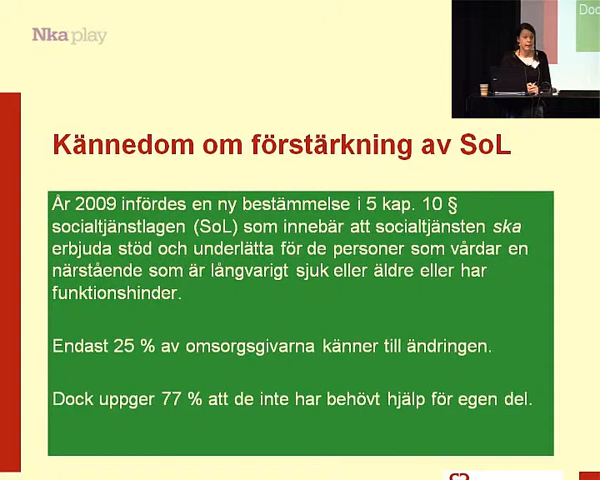 Nka play
Doc
Kännedom om förstärkning av SoL
År 2009 infördes en ny bestämmelse i 5 kap. 10 §
socialtjänstlagen (SoL) som innebär att socialtjänsten ska
erbjuda stöd och underlätta för de personer som vårdar en
närstående som är långvarigt sjuk eller äldre eller har
funktionshinder.
Endast 25 % av omsorgsgivarna känner till ändringen.
Dock uppger 77 % att de inte har behövt hjälp för egen del.